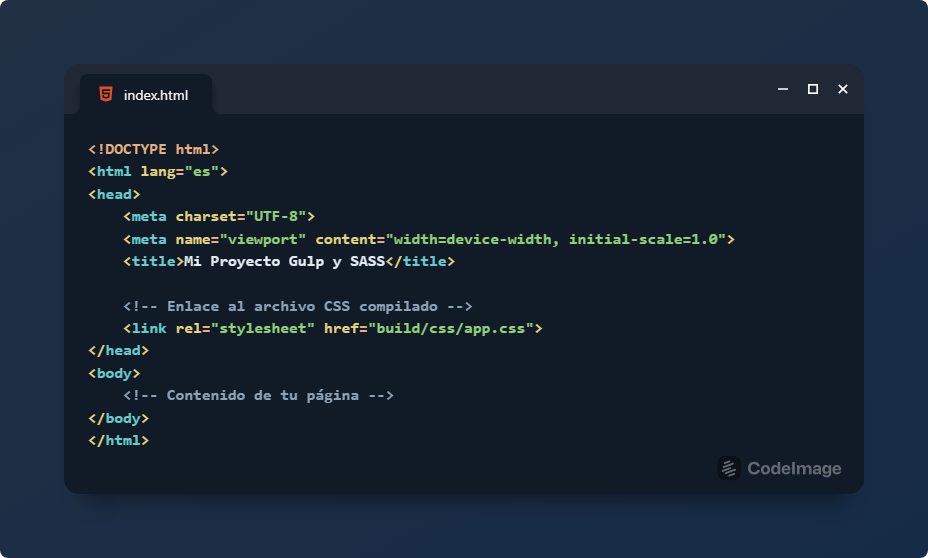 index.html
<!DOCTYPE html>
<html lang="es">
<head>
    <meta charset="UTF-8">
    <meta name="viewport" content="width=device-width, initial-scale=1.0">
    <title>Mi Proyecto Gulp y SASS</title>
    <!-- Enlace al archivo CSS compilado -->
    <link rel="stylesheet" href="build/css/app.css">
</head>
<body>
    <!-- Contenido de tu página -->
</body>
</html>
CodeImage